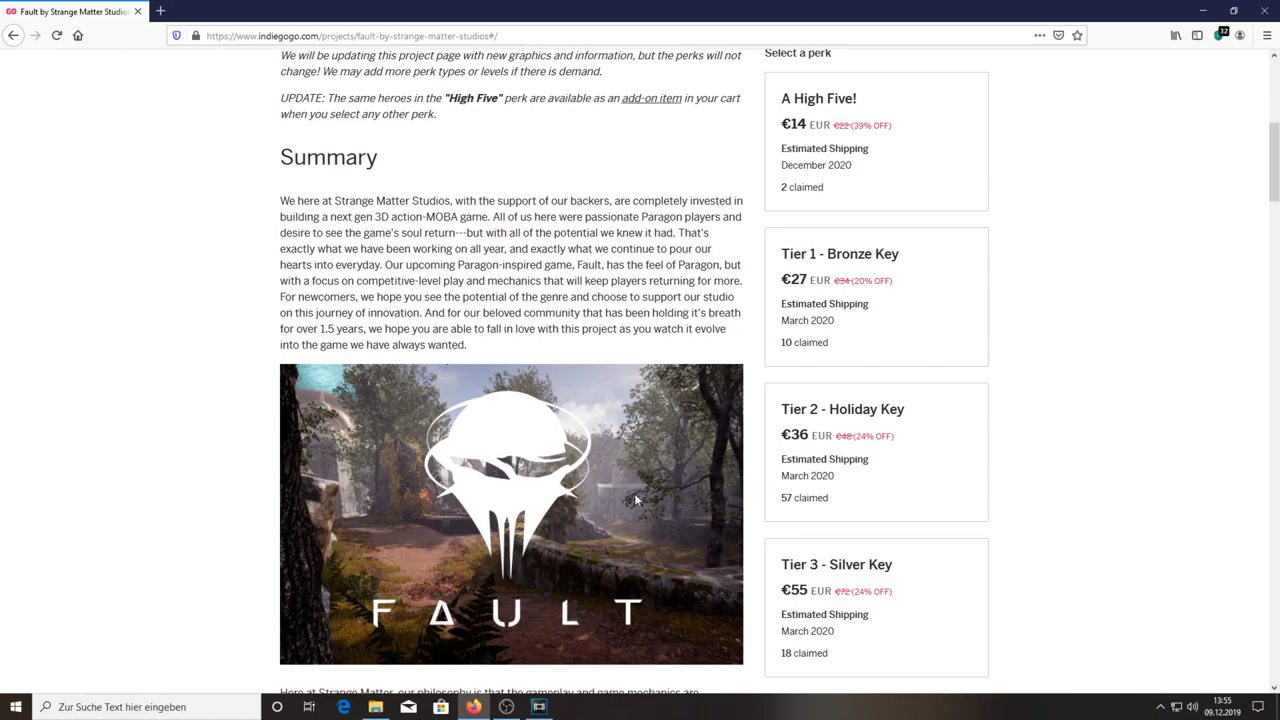 Fault by Strange Matter Studios
https://www.indiegogo.com/projects/fault-by-strange-matter-studios#/
32
We will be updating this project page with new graphics and information, but the perks will not
change! We may add more perk types or levels if there is demand.
UPDATE: The same heroes in the "High Five" perk are available as an add-on item in your cart
when you select any other perk.
Summary
We here at Strange Matter Studios, with the support of our backers, are completely invested in
building a next gen 3D action-MOBA game. All of us here were passionate Paragon players and
desire to see the game's soul return---but with all of the potential we knew it had. That's
exactly what we have been working on all year, and exactly what we continue to pour our
hearts into everyday. Our upcoming Paragon-inspired game, Fault, has the feel of Paragon, but
with a focus on competitive-level play and mechanics that will keep players returning for more.
For newcomers, we hope you see the potential of the genre and choose to support our studio
on this journey of innovation. And for our beloved community that has been holding it's breath
for over 1.5 years, we hope you are able to fall in love with this project as you watch it evolve
into the game we have always wanted.
FAULT
Here at Strange Matter, our philosophy is that the gameplay and game mechanics are
Select a perk
A High Five!
€14 EUR €22 (39% OFF)
Estimated Shipping
December 2020
2 claimed
Tier 1 - Bronze Key
€27 EUR €34 (20% OFF)
Estimated Shipping
March 2020
10 claimed
Tier 2 - Holiday Key
€36 EUR €48 (24% OFF)
Estimated Shipping
March 2020
57 claimed
Tier 3 - Silver Key
€55 EUR €72 (24% OFF)
Estimated Shipping
March 2020
18 claimed
Zur Suche Text hier eingeben
13:55
09.12.2019